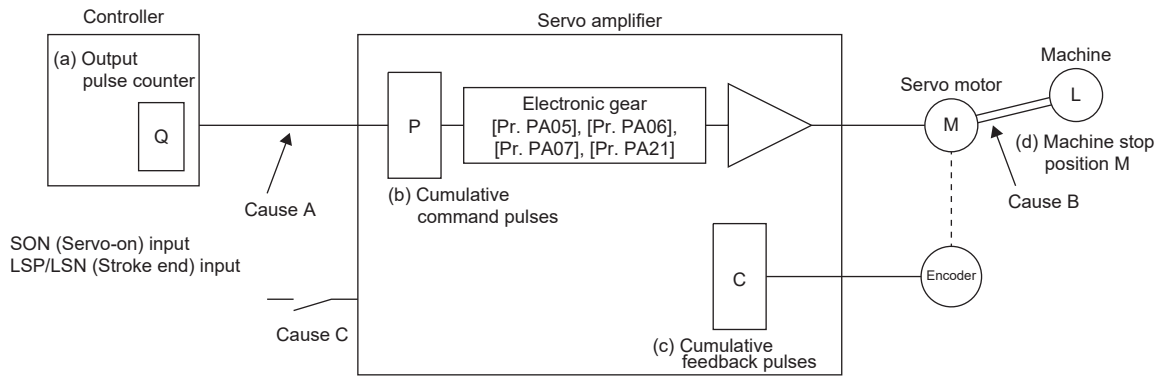 Controller
Servo amplifier
(a) Output
pulse counter
Q
P
Electronic gear
[Pr. PA05], [Pr. PA06],
[Pr. PA07], [Pr. PA21]
Servo motor
M
Machine
L
(d) Machine stop
position M
Cause A
(b) Cumulative
command pulses
Cause B
SON (Servo-on) input
LSP/LSN (Stroke end) input
Cause C
C
Encoder
(c) Cumulative
feedback pulses